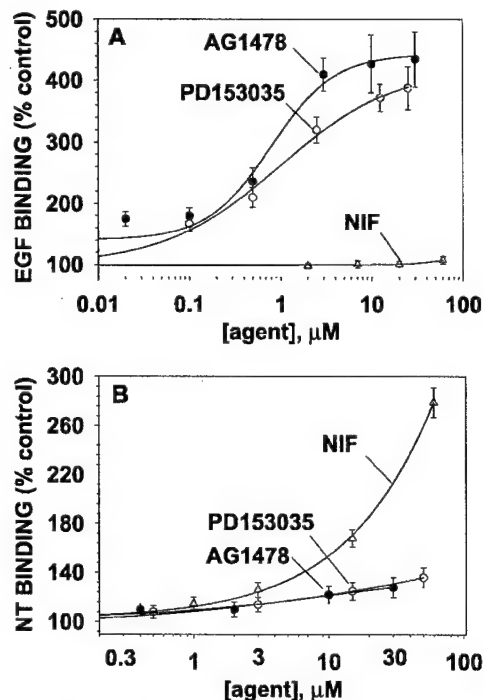 A
EGF BINDING (% control)
500
400
300
200
100
AG1478
PD153035
NIF
0.01
0.1
1
10
100
[agent], μM
B
NT BINDING (% control)
300
260
220
180
140
100
NIF
PD153035
AG1478
0.3
1
3
10
30
100
[agent], μM